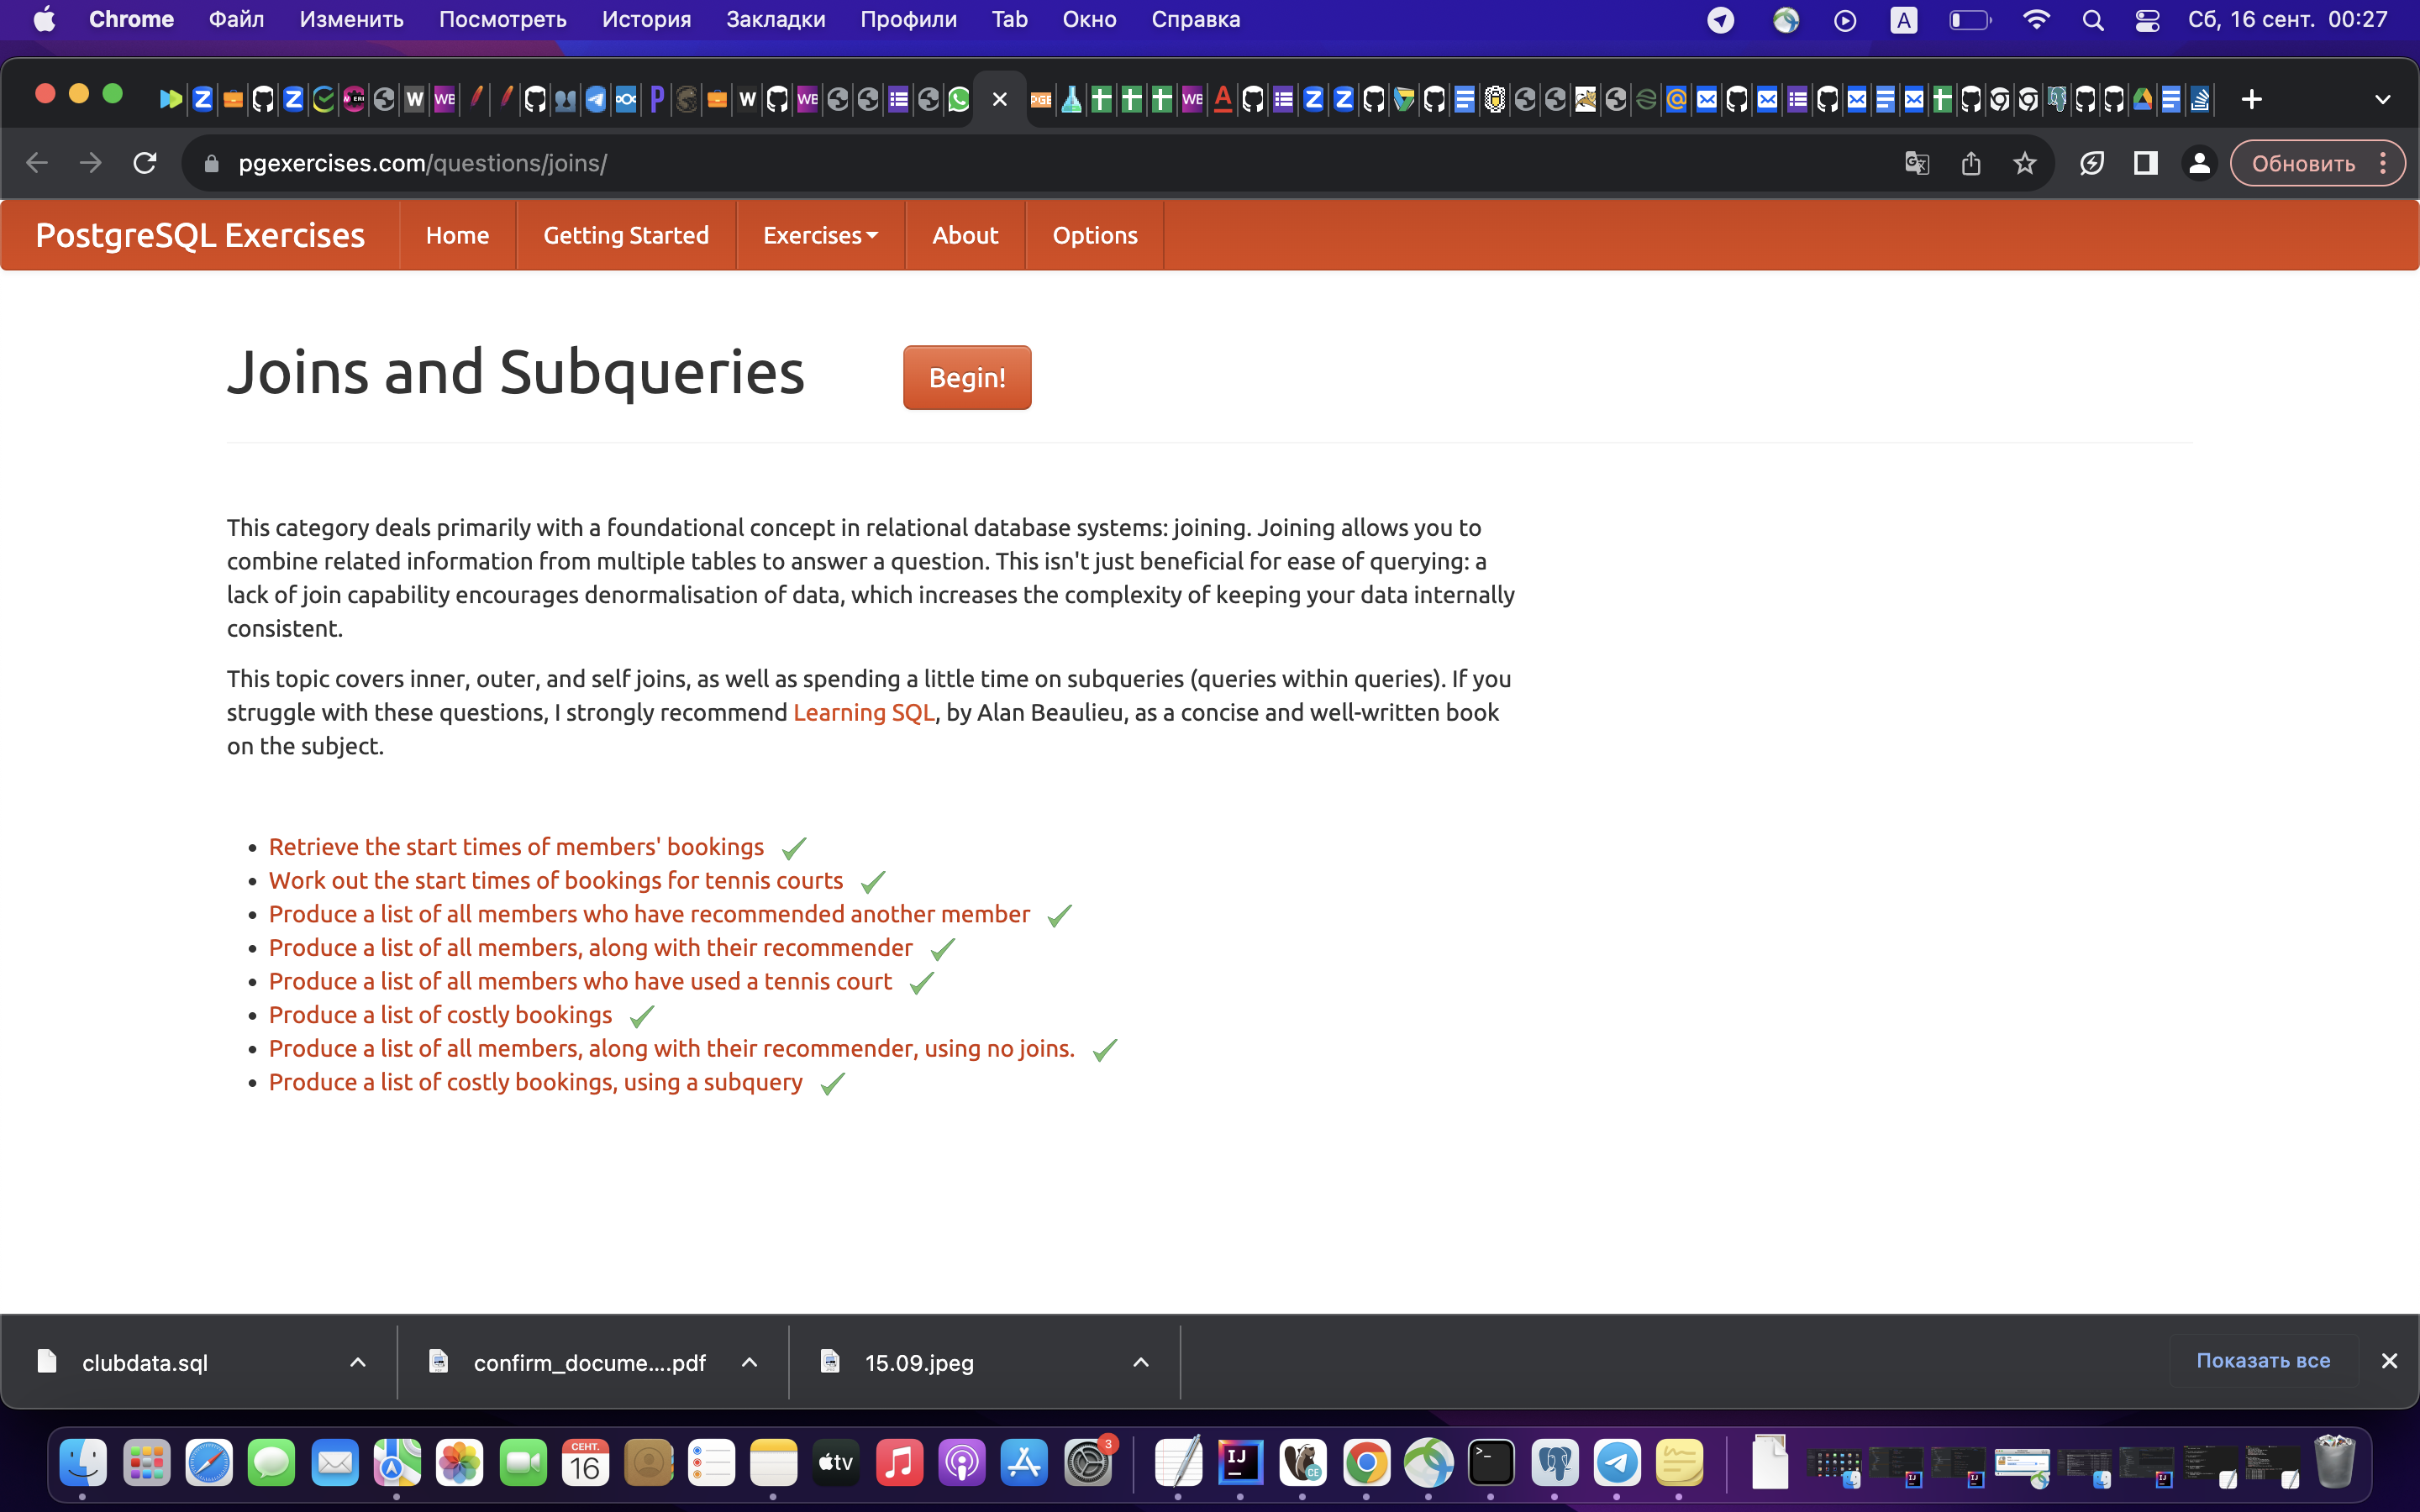 Chrome Файл Изменить Посмотреть История Закладки Профили Tab Окно Справка A Сб, 16 сент. 00:27
pgexercises.com/questions/joins/ Обновить
PostgreSQL Exercises Home Getting Started Exercises About Options
Joins and Subqueries Begin!
This category deals primarily with a foundational concept in relational database systems: joining. Joining allows you to
combine related information from multiple tables to answer a question. This isn't just beneficial for ease of querying: a
lack of join capability encourages denormalisation of data, which increases the complexity of keeping your data internally
consistent.
This topic covers inner, outer, and self joins, as well as spending a little time on subqueries (queries within queries). If you
struggle with these questions, I strongly recommend Learning SQL, by Alan Beaulieu, as a concise and well-written book
on the subject.
Retrieve the start times of members' bookings
Work out the start times of bookings for tennis courts
Produce a list of all members who have recommended another member
Produce a list of all members, along with their recommender
Produce a list of all members who have used a tennis court
Produce a list of costly bookings
Produce a list of all members, along with their recommender, using no joins.
Produce a list of costly bookings, using a subquery
clubdata.sql confirm_docume....pdf 15.09.jpeg Показать все
СЕНТ.
16 tv 3 IJ CE